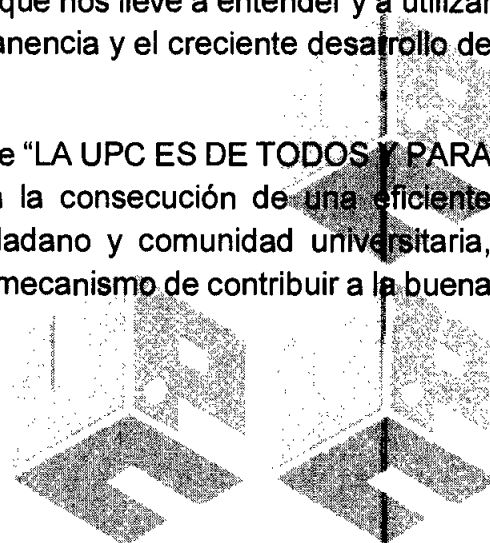 que nos lleve a entender y a utilizar
anencia y el creciente desarrollo de
e “LA UPC ES DE TODOS Y PARA
la consecución de una eficiente
dadano y comunidad universitaria,
mecanismo de contribuir a la buena